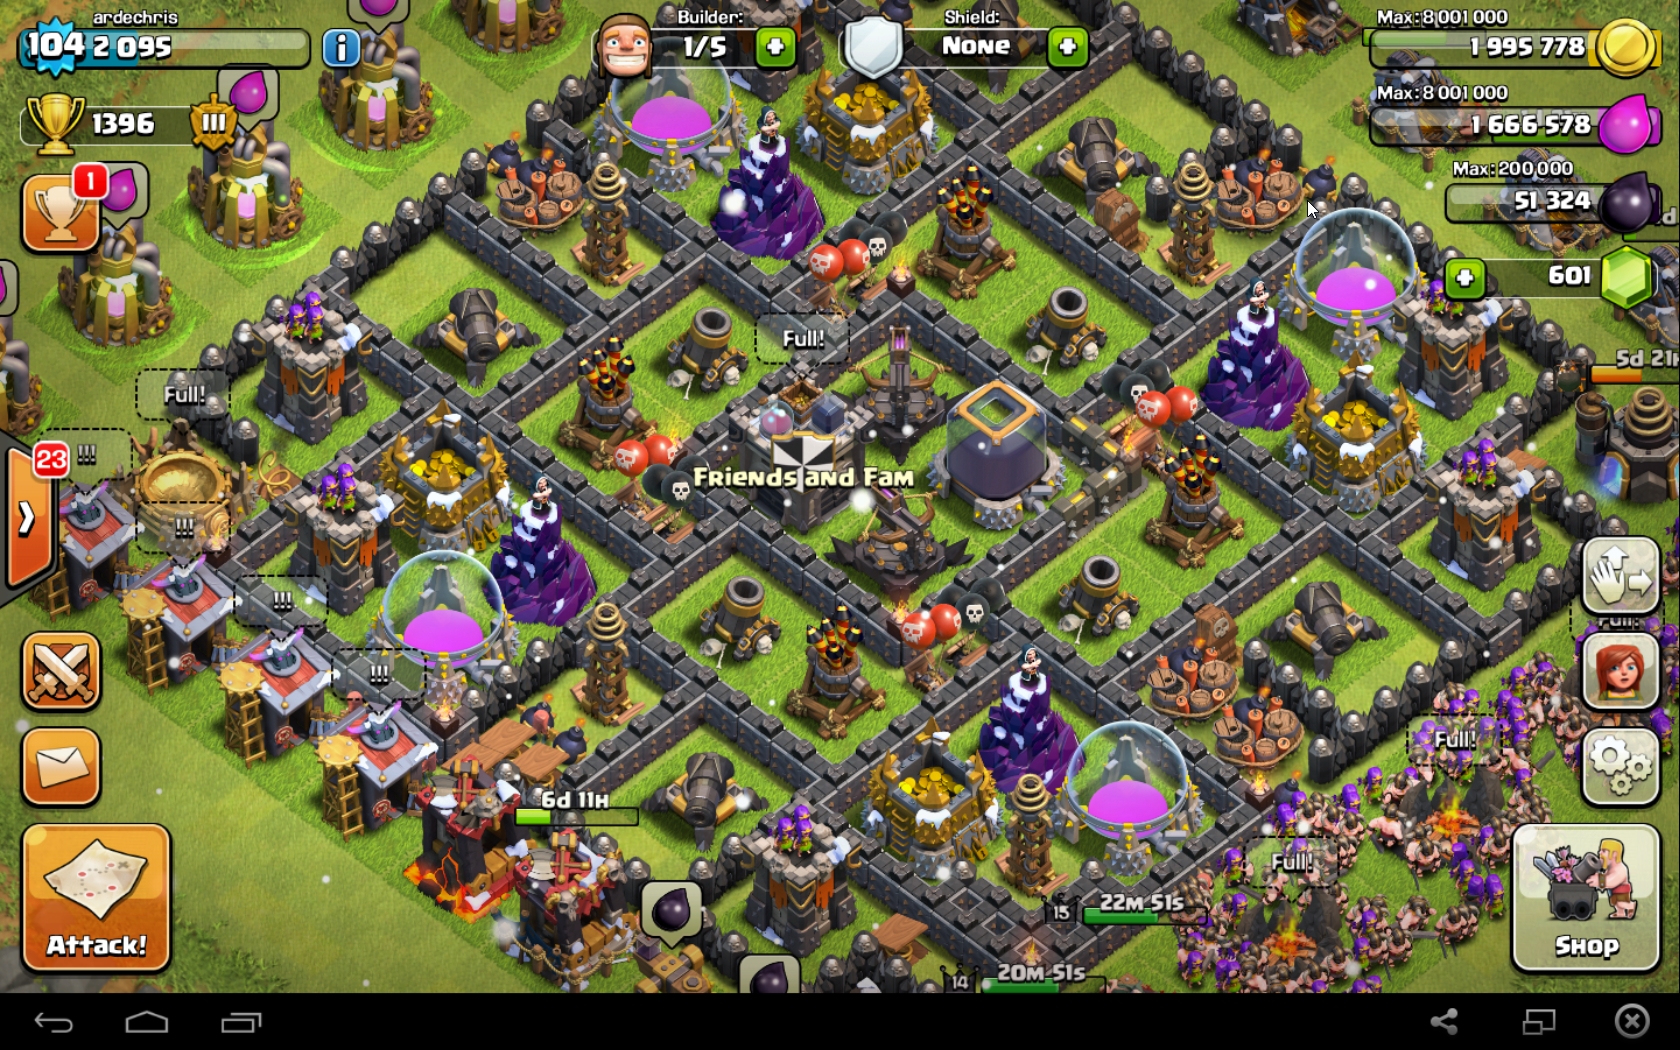 ardechris
104
2 095
Builder:
1/5
Shield:
None
Max: 8 001 000
1 995 778
1396
III
Max: 8 001 000
1 666 578
1
Max: 200 000
51 324
601
Full!
5d 21h
Full!
23
!!!
Friends and Fam
!!!
!!!
Full!
!!!
Full!
6d 11h
Full!
15
22m 51s
Attack!
Shop
14
20m 51s